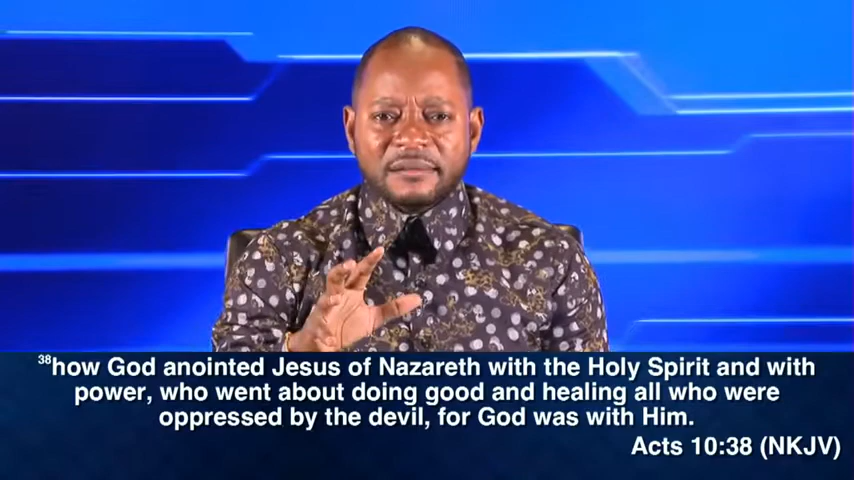 ³⁸how God anointed Jesus of Nazareth with the Holy Spirit and with
power, who went about doing good and healing all who were
oppressed by the devil, for God was with Him.
Acts 10:38 (NKJV)